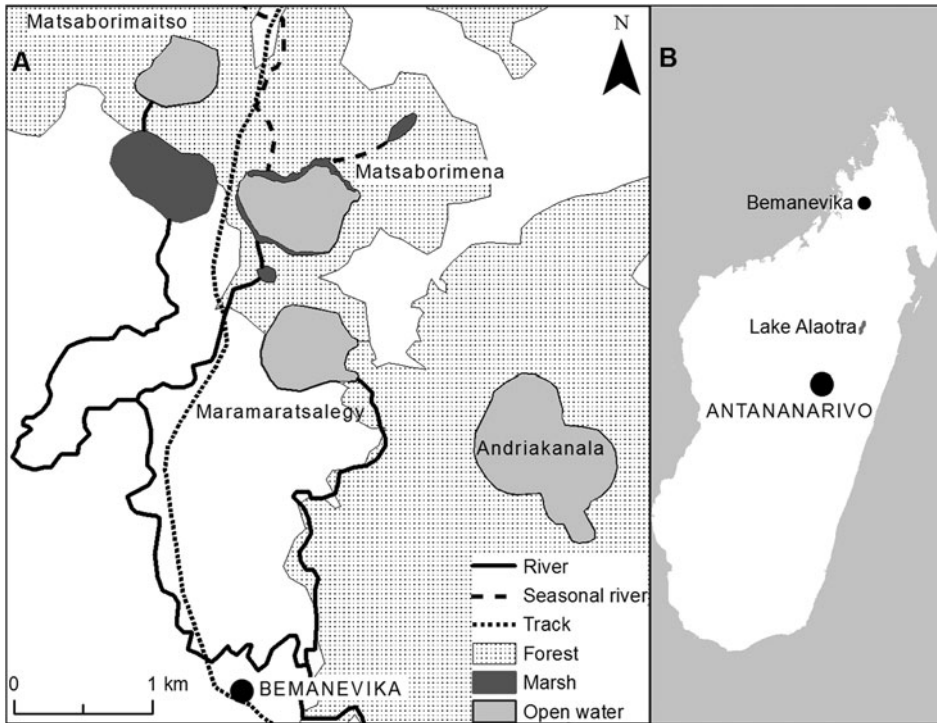 A
Matsaborimaitso
N
Matsaborimena
Maramaratsalegy
Andriakanala
River
Seasonal river
Track
Forest
Marsh
Open water
0 1 km
BEMANEVIKA
B
Bemanevika
Lake Alaotra
ANTANANARIVO